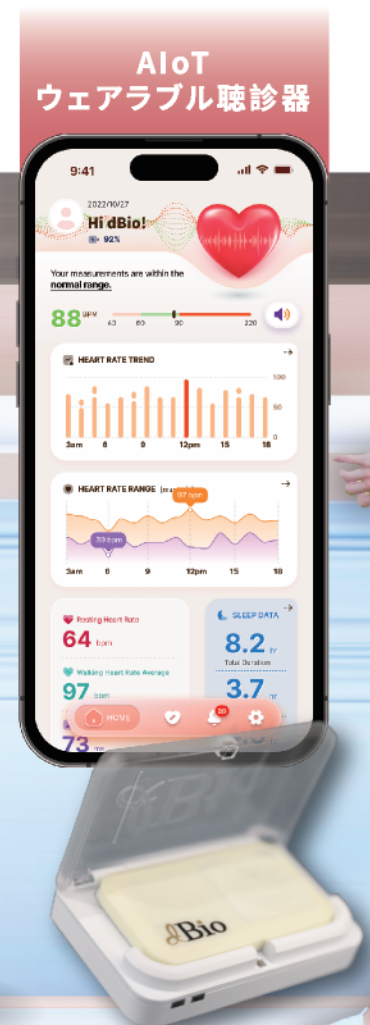 AIoT
ウェアラブル聴診器
9:41
2022/10/27
Hi dBio!
92%
Your measurements are within the
normal range.
88 BPM
40 60 90 220
HEART RATE TREND
100
50
0
3am 6 9 12pm 15 18
HEART RATE RANGE
97 bpm
39 bpm
3am 6 9 12pm 15 18
Resting Heart Rate
64 bpm
Walking Heart Rate Average
97 bpm
73 ms
SLEEP DATA
8.2 hr
Total Duration
3.7 hr
HOME
dBio